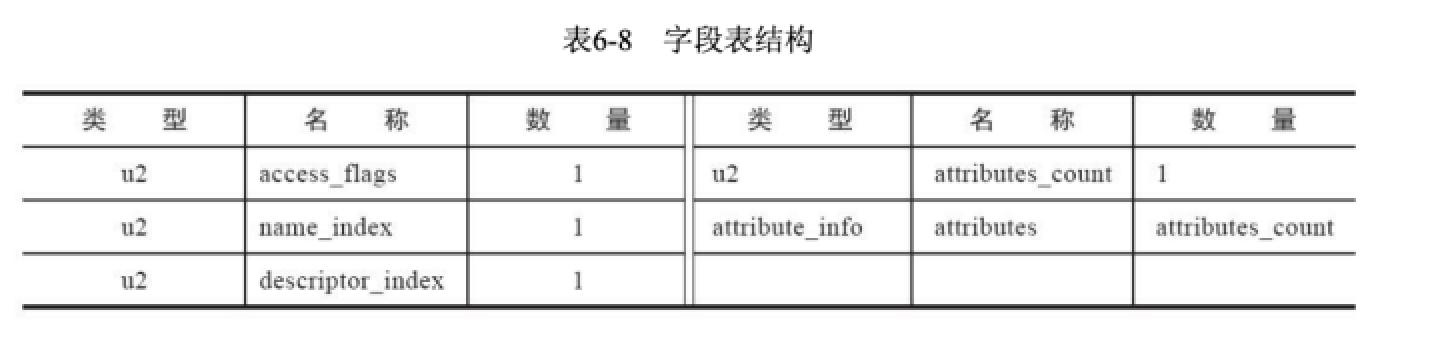 表6-8 字段表结构
类 型 名 称 数 量 类 型 名 称 数 量
u2 access_flags 1 u2 attributes_count 1
u2 name_index 1 attribute_info attributes attributes_count
u2 descriptor_index 1